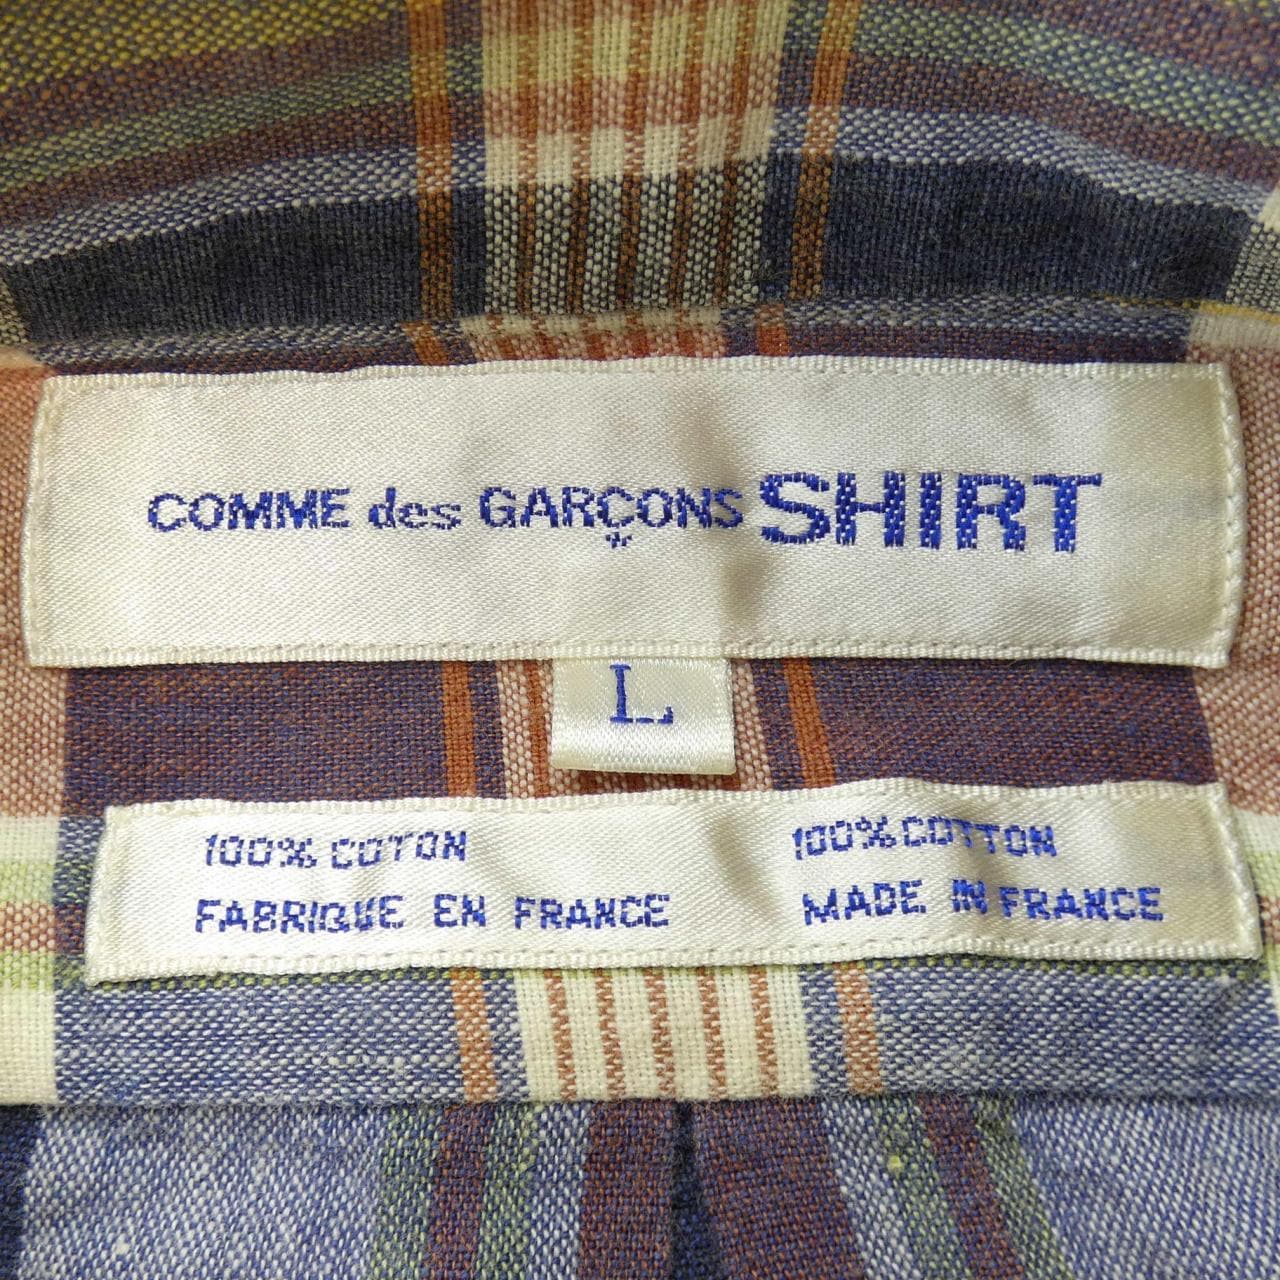 COMME des GARÇONS SHIRT
L
100% COTON 100% COTTON
FABRIQUE EN FRANCE MADE IN FRANCE